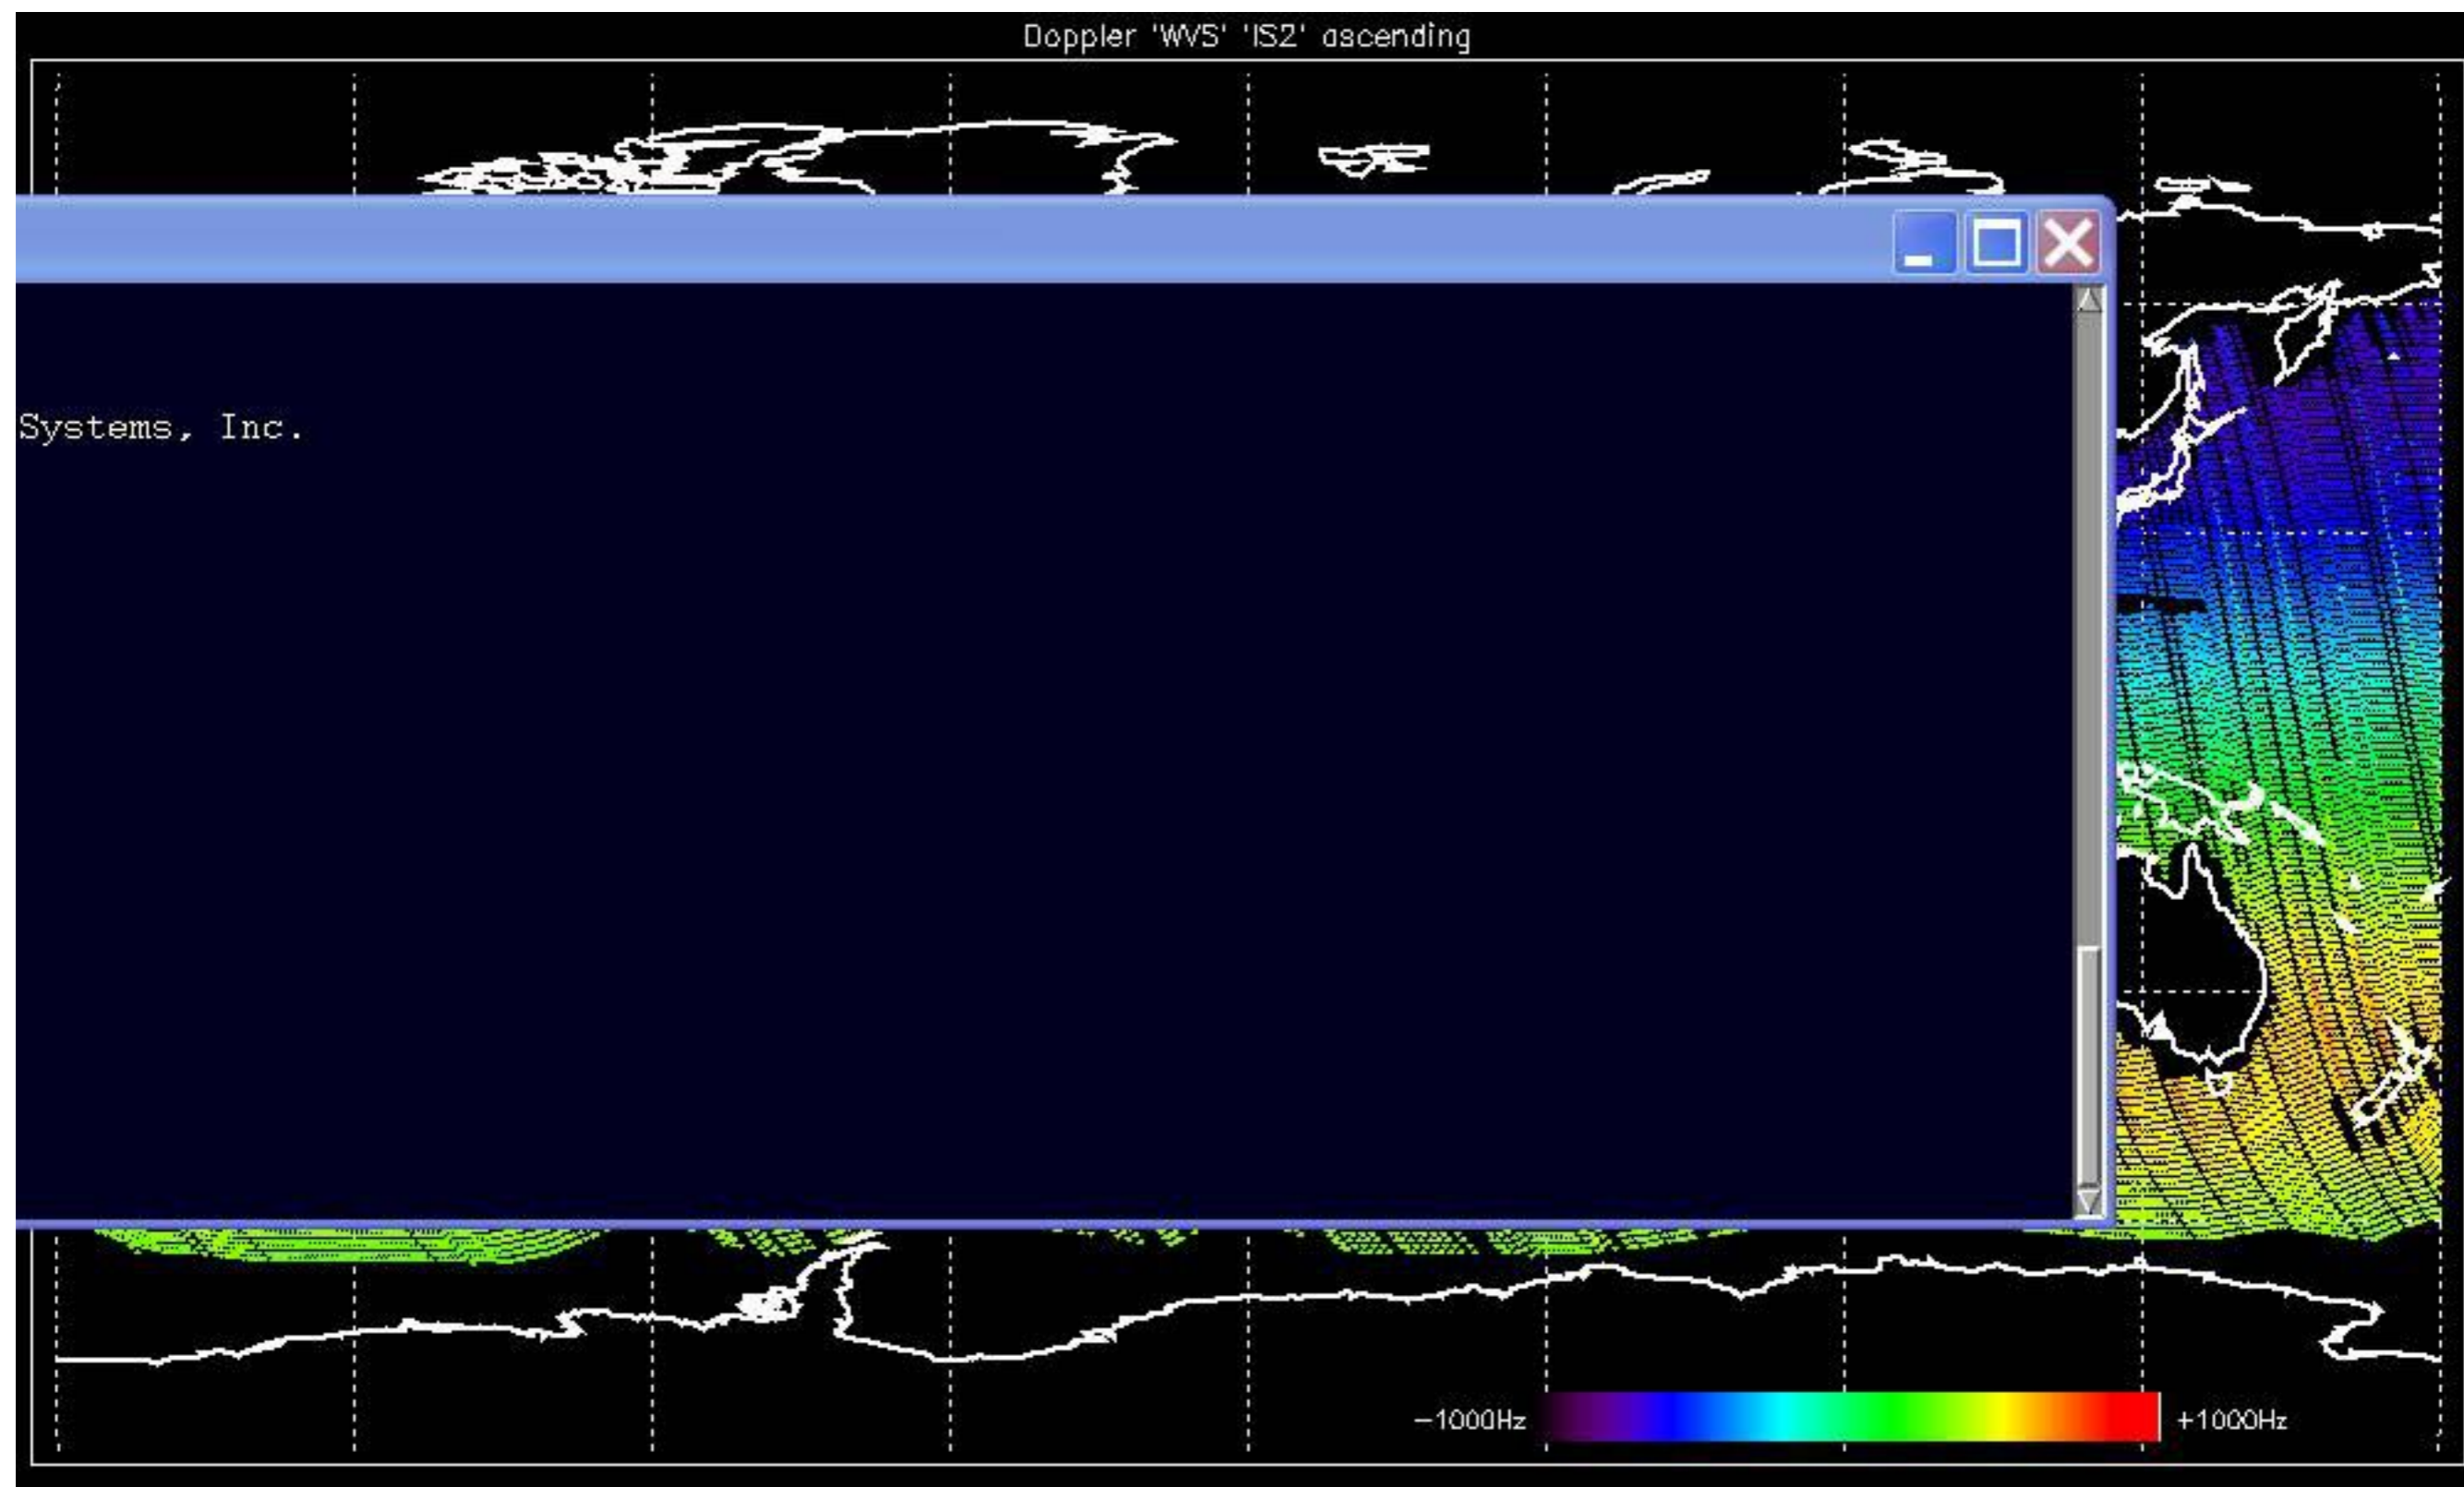 Doppler 'WVS' 'IS2' ascending
Systems, Inc.
−1000Hz
+1000Hz